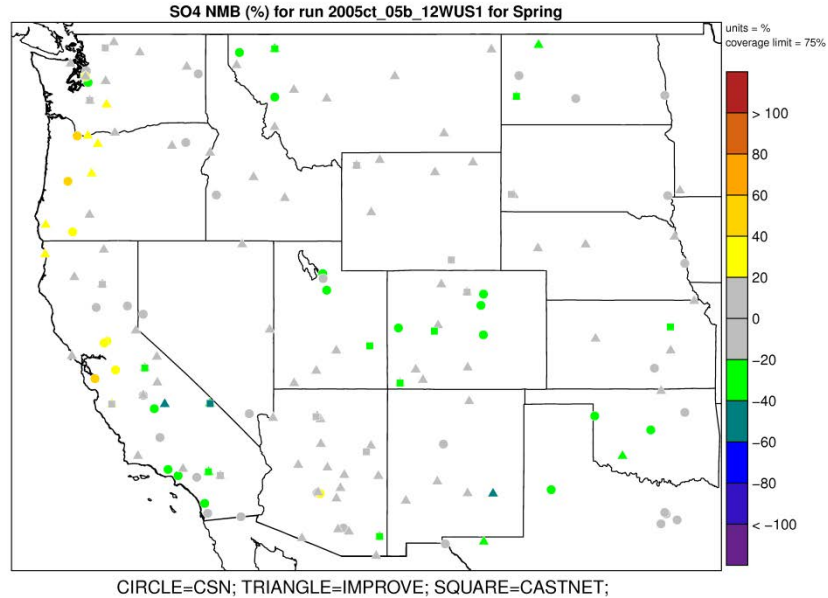 SO4 NMB (%) for run 2005ct_05b_12WUS1 for Spring
units = %
coverage limit = 75%
> 100
80
60
40
20
0
−20
−40
−60
−80
< −100
CIRCLE=CSN; TRIANGLE=IMPROVE; SQUARE=CASTNET;